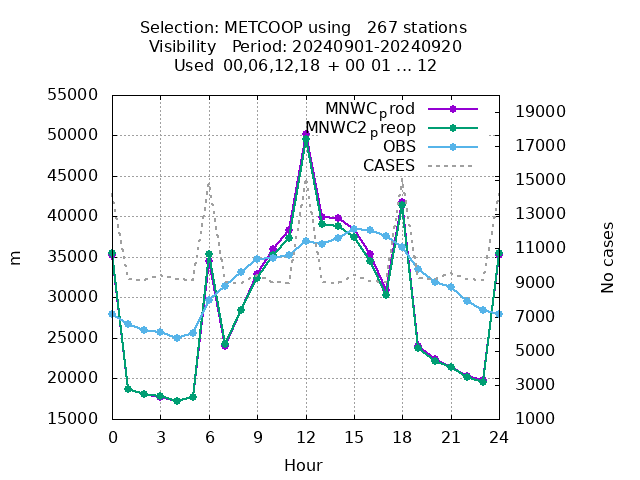 Selection: METCOOP using   267 stations
Visibility   Period: 20240901-20240920
Used 00,06,12,18 + 00 01 ... 12
55000
50000
45000
40000
35000
30000
25000
20000
15000
m
MNWCprod
MNWC2preop
OBS
CASES
19000
17000
15000
13000
11000
9000
7000
5000
3000
1000
No cases
0 3 6 9 12 15 18 21 24
Hour